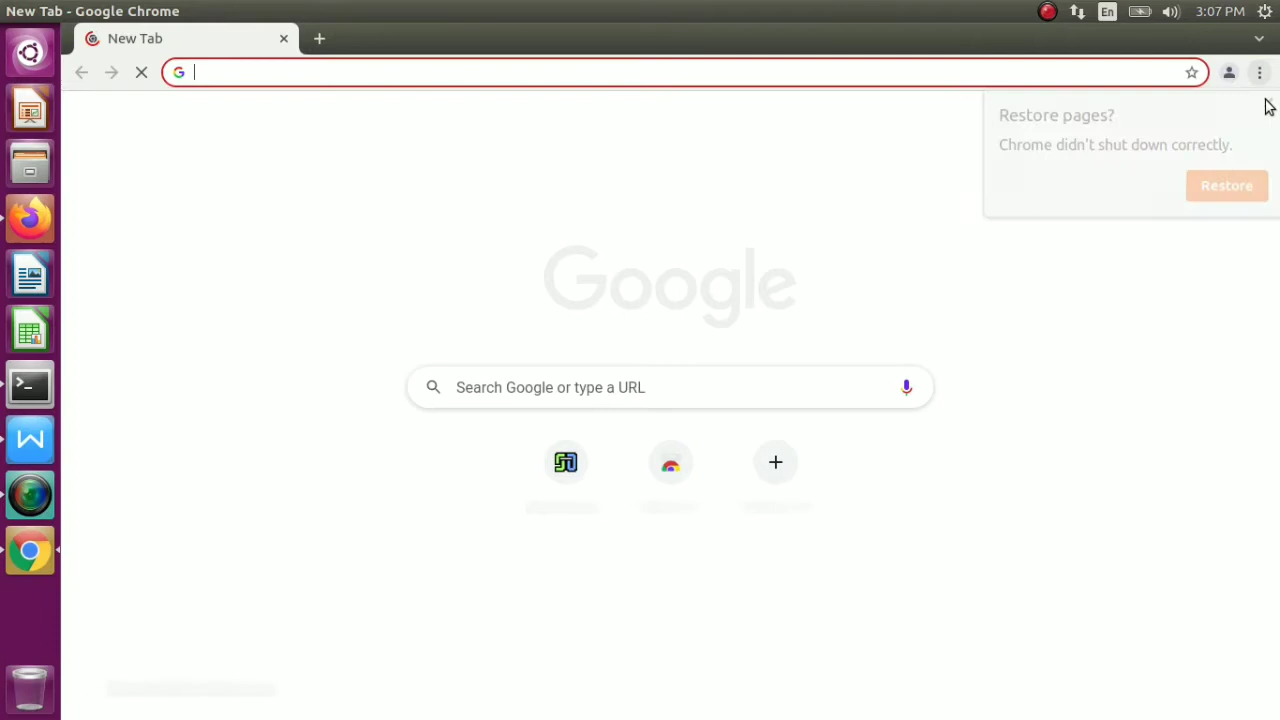 New Tab - Google Chrome
En
3:07 PM
New Tab
Restore pages?
Chrome didn't shut down correctly.
Restore
Google
Search Google or type a URL